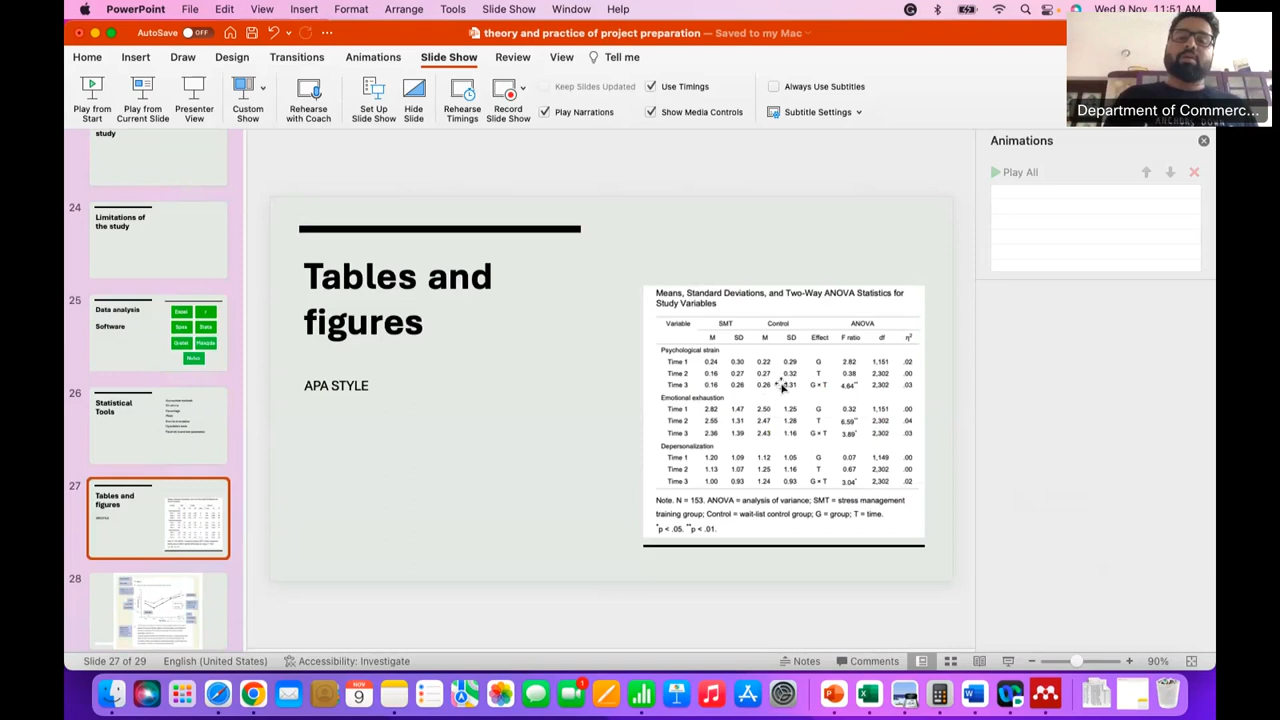 PowerPoint File Edit View Insert Format Arrange Tools Slide Show Window Help Wed 9 Nov 11:51 AM
AutoSave OFF theory and practice of project preparation — Saved to my Mac
Home Insert Draw Design Transitions Animations Slide Show Review View Tell me
Play from Start
Play from Current Slide
Presenter View
Custom Show
Rehearse with Coach
Set Up Slide Show
Hide Slide
Rehearse Timings
Record Slide Show
Keep Slides Updated Use Timings Always Use Subtitles
Play Narrations Show Media Controls Subtitle Settings
Department of Commerc...
study
24
Limitations of
the study
25
Data analysis
Software
Excel r
Spss Stata
Gretel
Nvivo
26
Statistical
Tools
27
Tables and
figures
28
Tables and
figures
APA STYLE
Means, Standard Deviations, and Two-Way ANOVA Statistics for
Study Variables
Variable SMT Control ANOVA
M SD M SD Effect F ratio df η2
Psychological strain
Time 1 0.24 0.30 0.22 0.29 G 2.82 1,151 .02
Time 2 0.16 0.27 0.27 0.32 T 0.38 2,302 .00
Time 3 0.16 0.26 0.26 .31 G × T 4.64** 2,302 .03
Emotional exhaustion
Time 1 2.82 1.47 2.50 1.25 G 0.32 1,151 .00
Time 2 2.55 1.31 2.47 1.28 T 6.59** 2,302 .04
Time 3 2.36 1.39 2.43 1.16 G × T 3.89* 2,302 .03
Depersonalization
Time 1 1.20 1.09 1.12 1.05 G 0.07 1,149 .00
Time 2 1.13 1.07 1.25 1.16 T 0.67 2,302 .00
Time 3 1.00 0.93 1.24 0.93 G × T 3.04* 2,302 .02
Note. N = 153. ANOVA = analysis of variance; SMT = stress management
training group; Control = wait-list control group; G = group; T = time.
*p < .05. **p < .01.
Animations
Play All
Slide 27 of 29 English (United States) Accessibility: Investigate Notes Comments 90%
NOV
9
1